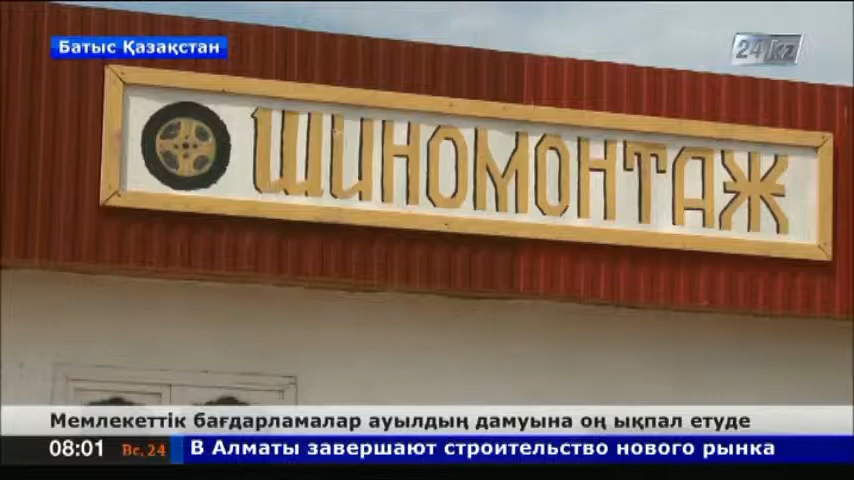 Батыс Қазақстан
24kz
ШИНОМОНТАЖ
Мемлекеттік бағдарламалар ауылдың дамуына оң ықпал етуде
08:01 Вс, 24 В Алматы завершают строительство нового рынка